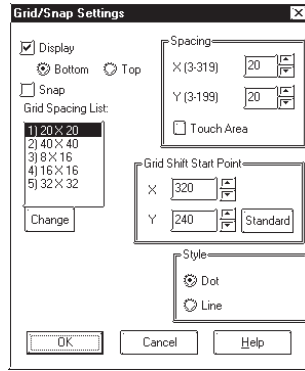 Grid/Snap Settings
Display
Bottom Top
Snap
Grid Spacing List:
1) 20 X 20
2) 40 X 40
3) 8 X 16
4) 16 X 16
5) 32 X 32
Change
Spacing
X (3-319) 20
Y (3-199) 20
Touch Area
Grid Shift Start Point
X 320
Y 240 Standard
Style
Dot
Line
OK Cancel Help